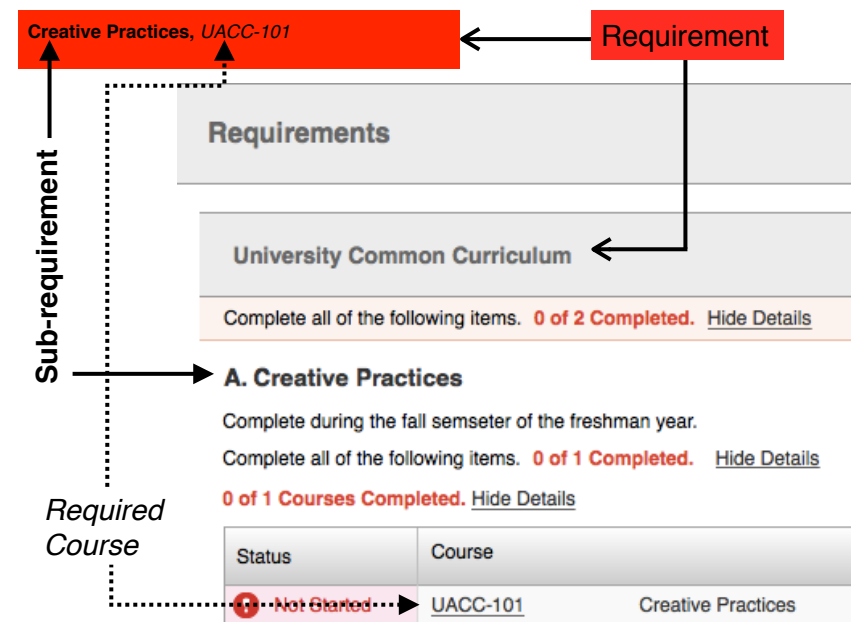 Creative Practices, UACC-101
Requirement
Requirements
Sub-requirement
University Common Curriculum
Complete all of the following items. 0 of 2 Completed. Hide Details
A. Creative Practices
Complete during the fall semseter of the freshman year.
Complete all of the following items. 0 of 1 Completed. Hide Details
0 of 1 Courses Completed. Hide Details
Required
Course
Status Course
Not Started UACC-101 Creative Practices